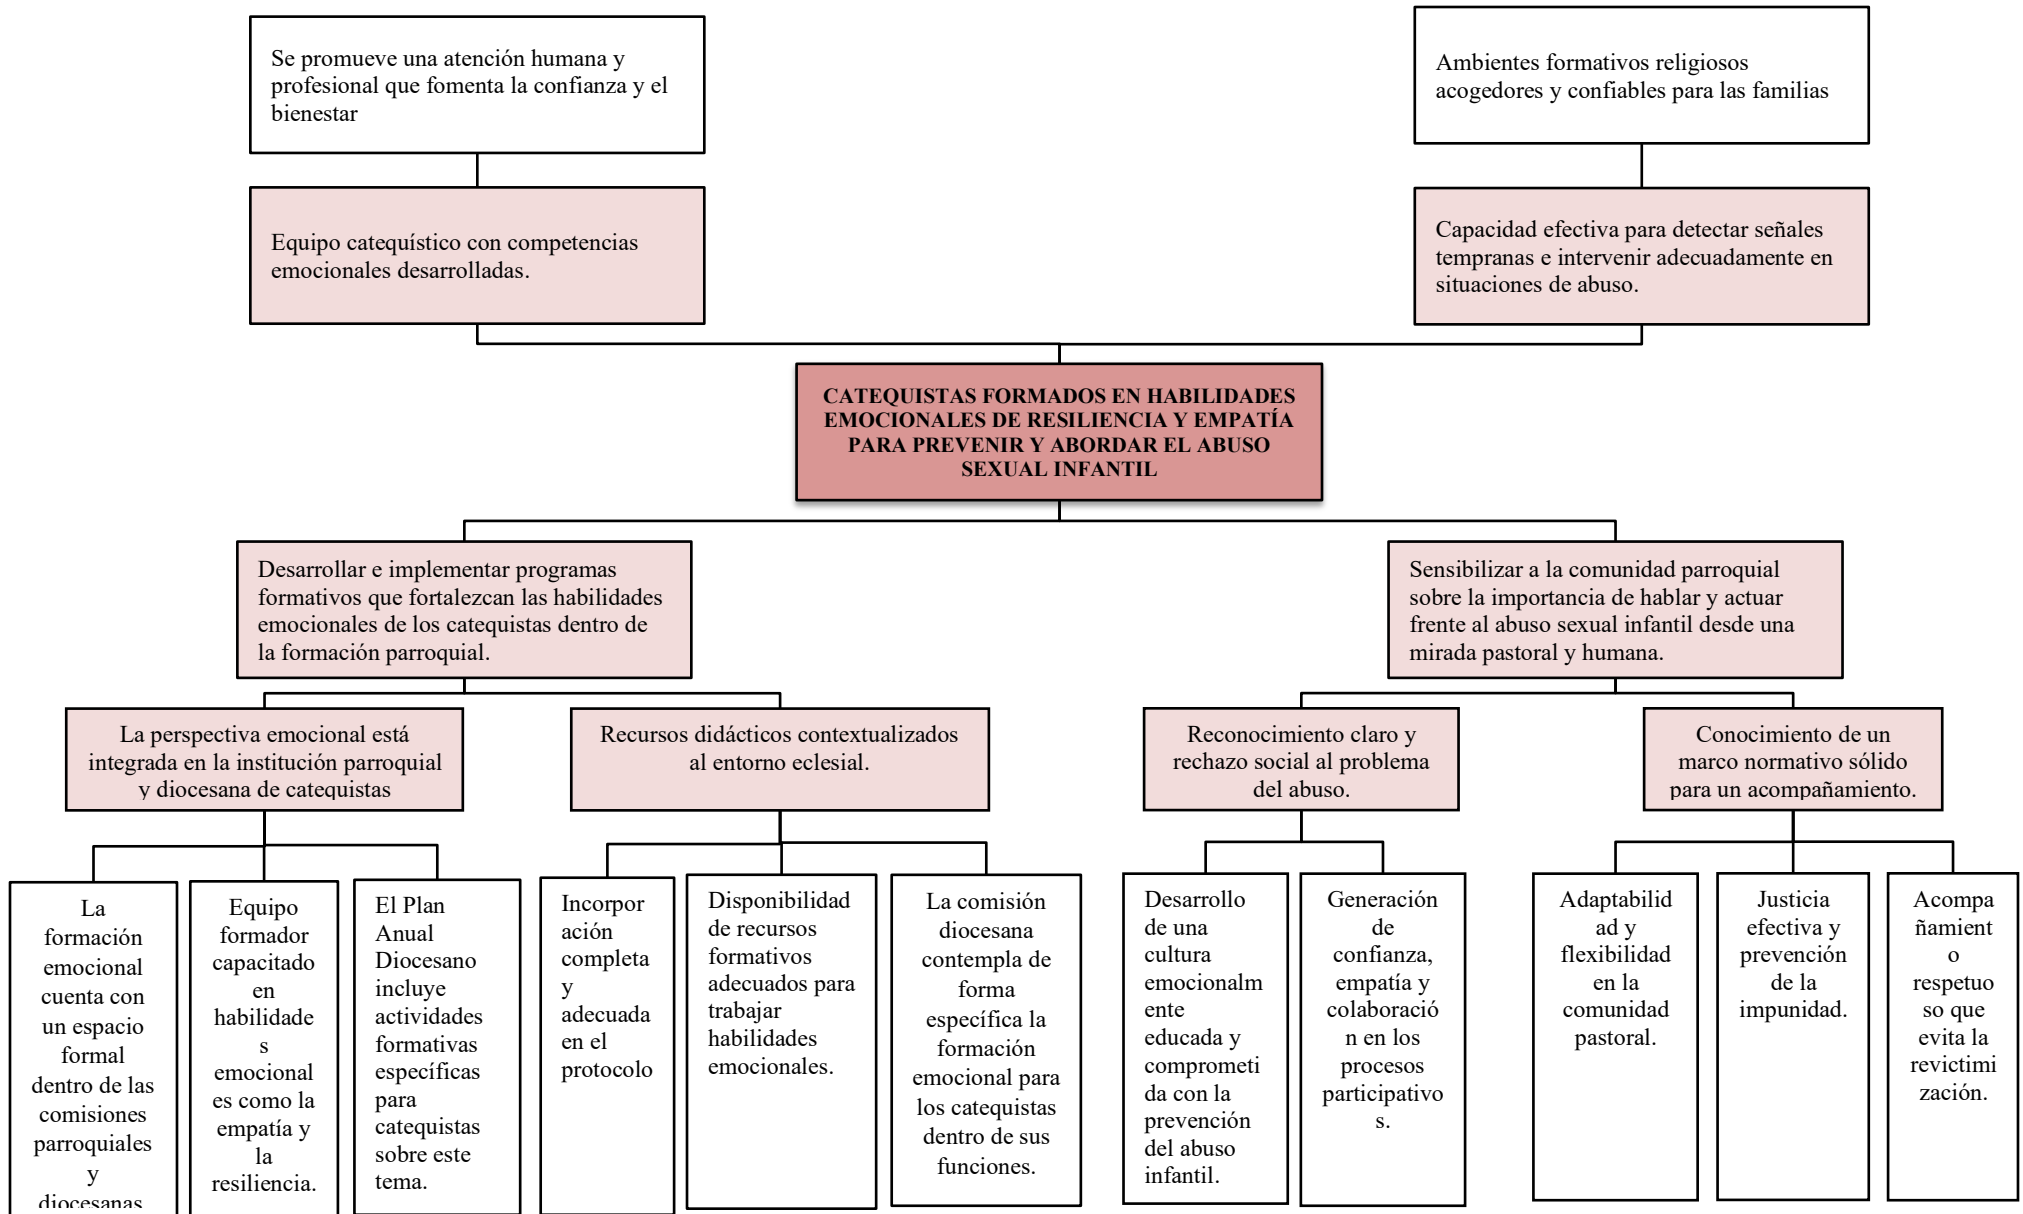 Se promueve una atención humana y
profesional que fomenta la confianza y el
bienestar
Ambientes formativos religiosos
acogedores y confiables para las familias
Equipo catequístico con competencias
emocionales desarrolladas.
Capacidad efectiva para detectar señales
tempranas e intervenir adecuadamente en
situaciones de abuso.
CATEQUISTAS FORMADOS EN HABILIDADES
EMOCIONALES DE RESILIENCIA Y EMPATÍA
PARA PREVENIR Y ABORDAR EL ABUSO
SEXUAL INFANTIL
Desarrollar e implementar programas
formativos que fortalezcan las habilidades
emocionales de los catequistas dentro de
la formación parroquial.
Sensibilizar a la comunidad parroquial
sobre la importancia de hablar y actuar
frente al abuso sexual infantil desde una
mirada pastoral y humana.
La perspectiva emocional está
integrada en la institución parroquial
y diocesana de catequistas
Recursos didácticos contextualizados
al entorno eclesial.
Reconocimiento claro y
rechazo social al problema
del abuso.
Conocimiento de un
marco normativo sólido
para un acompañamiento.
La
formación
emocional
cuenta con
un espacio
formal
dentro de las
comisiones
parroquiales
y
diocesanas.
Equipo
formador
capacitado
en
habilidade
s
emocional
es como la
empatía y
la
resiliencia.
El Plan
Anual
Diocesano
incluye
actividades
formativas
específicas
para
catequistas
sobre este
tema.
Incorpor
ación
completa
y
adecuada
en el
protocolo
Disponibilidad
de recursos
formativos
adecuados para
trabajar
habilidades
emocionales.
La comisión
diocesana
contempla de
forma
específica la
formación
emocional para
los catequistas
dentro de sus
funciones.
Desarrollo
de una
cultura
emocionalm
ente
educada y
comprometi
da con la
prevención
del abuso
infantil.
Generación
de
confianza,
empatía y
colaboració
n en los
procesos
participativo
s.
Adaptabilid
ad y
flexibilidad
en la
comunidad
pastoral.
Justicia
efectiva y
prevención
de la
impunidad.
Acompa
ñamient
o
respetuo
so que
evita la
revictimi
zación.